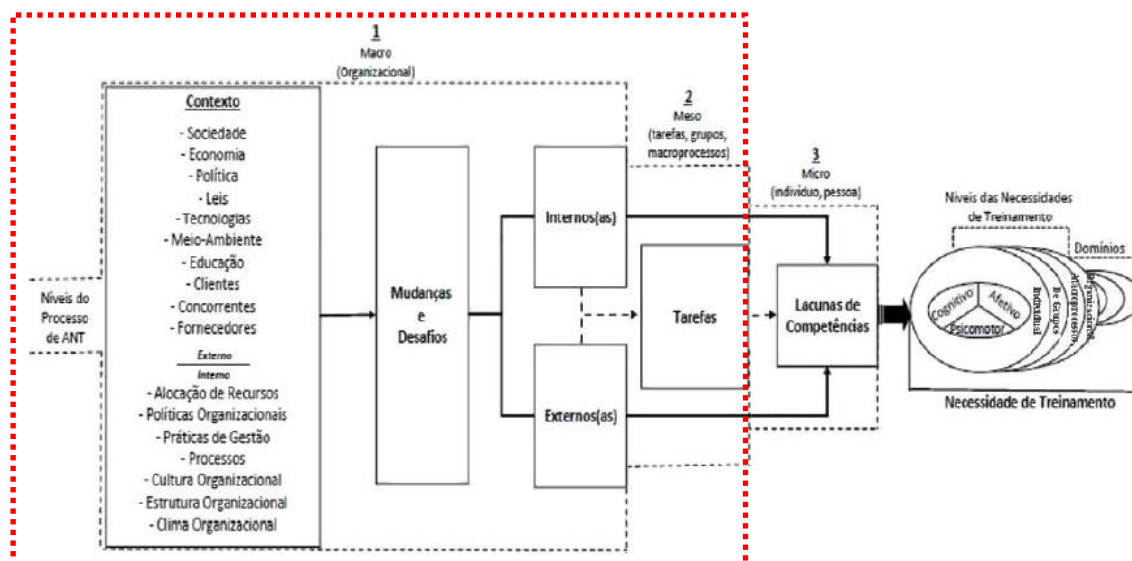 1
Macro
(Organizacional)
Contexto
- Sociedade
- Economia
- Política
- Leis
- Tecnologias
- Meio-Ambiente
- Educação
- Clientes
- Concorrentes
- Fornecedores
Externo
Interno
- Alocação de Recursos
- Políticas Organizacionais
- Práticas de Gestão
- Processos
- Cultura Organizacional
- Estrutura Organizacional
- Clima Organizacional
Níveis do
Processo
de ANT
Mudanças
e
Desafios
Internos(as)
Externos(as)
2
Meso
(tarefas, grupos,
macroprocessos)
Tarefas
3
Micro
(indivíduo, pessoa)
Lacunas de
Competências
Níveis das Necessidades
de Treinamento
Domínios
Cognitivo
Afetivo
Psicomotor
Individual
De Grupos
Macroprocessos
Organizacional
Necessidade de Treinamento